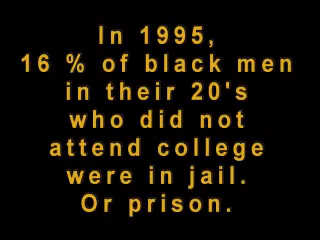 In 1995,
16 % of black men
in their 20's
who did not
attend college
were in jail.
Or prison.